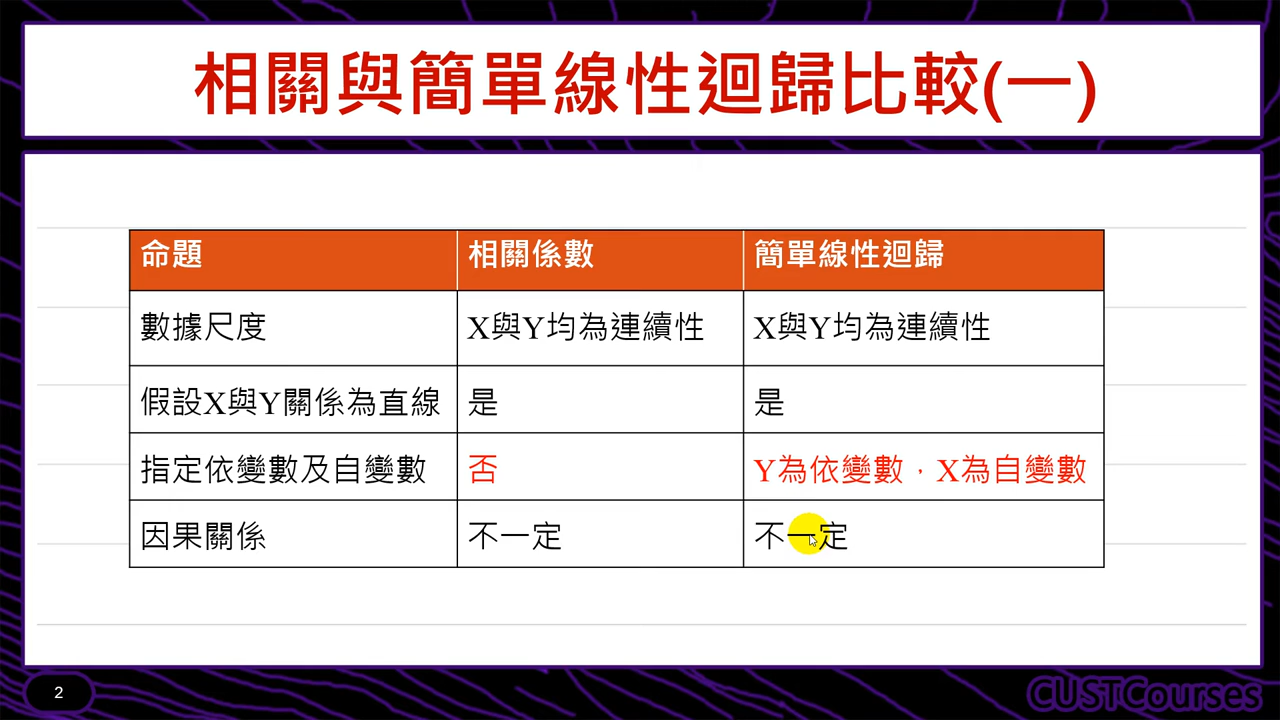 相關與簡單線性迴歸比較(一)
命題 相關係數 簡單線性迴歸
數據尺度 X與Y均為連續性 X與Y均為連續性
假設X與Y關係為直線 是 是
指定依變數及自變數 否 Y為依變數，X為自變數
因果關係 不一定 不一定
2
CUSTCourses